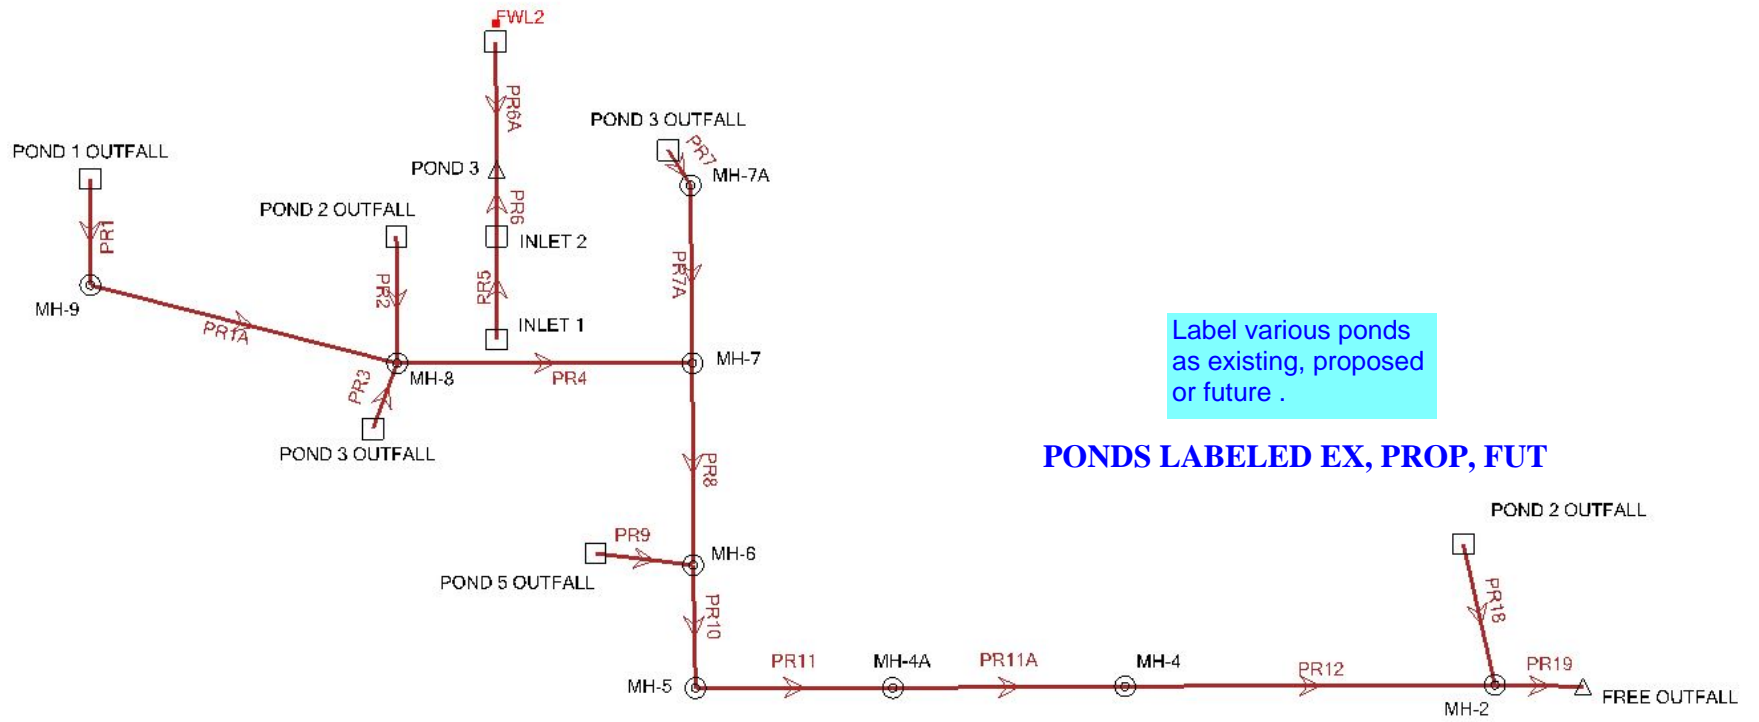 FWL2
PR6A
POND 3 OUTFALL
PR7
POND 1 OUTFALL
POND 3
MH-7A
POND 2 OUTFALL
PR6
PR1
INLET 2
PR7A
PR2
PR5
MH-9
PR1A
INLET 1
MH-7
MH-8
PR4
PR3
POND 3 OUTFALL
PR8
Label various ponds
as existing, proposed
or future .
PONDS LABELED EX, PROP, FUT
POND 2 OUTFALL
PR9
MH-6
POND 5 OUTFALL
PR10
PR18
MH-5
PR11
MH-4A
PR11A
MH-4
PR12
PR19
MH-2
FREE OUTFALL